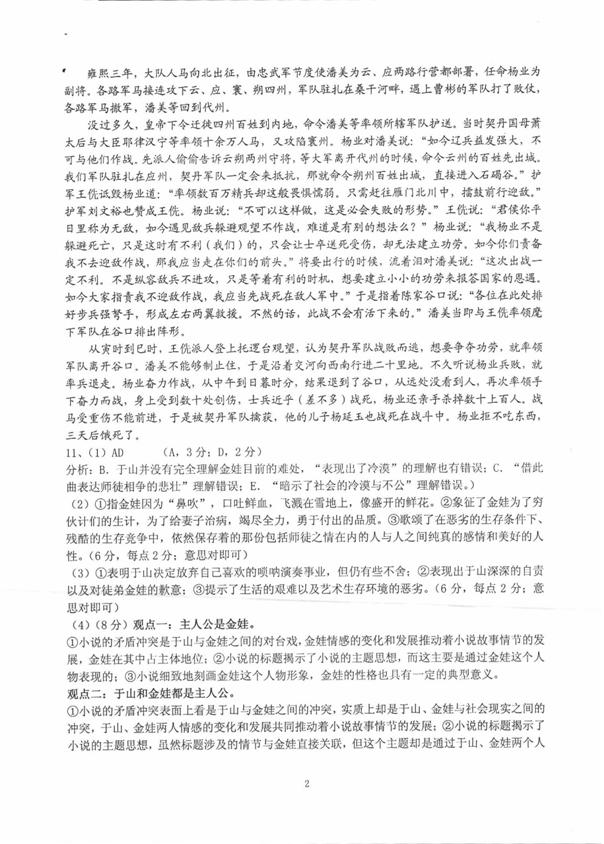 雍熙三年，大队人马向北出征，由忠武军节度使潘美为云、应两路行营都部署，任命杨业为
副将。各路军马接连攻下云、应、寰、朔四州，军队驻扎在桑干河畔，遇上曹彬的军队打了败仗，
各路军马撤军，潘美等回到代州。
没过多久，皇帝下令迁徙四州百姓到内地，命令潘美等率领所辖军队护送。当时契丹国母萧
太后与大臣耶律汉宁等率领十余万人马，又攻陷寰州。杨业对潘美说：“如今辽兵益发强大，不
可与他们作战。先派人偷偷告诉云朔两州守将，等大军离开代州的时候，命令云州的百姓先出城。
我们军队驻扎在应州，契丹军队一定会来抵抗，那就命令朔州百姓出城，直接进入石碣谷。”护
军王侁诋毁杨业道：“率领数百万精兵却这般畏惧懦弱。只需赶往雁门北川中，擂鼓前行迎敌。”
护军刘文裕也赞成王侁。杨业说：“不可以这样做，这是必会失败的形势。”王侁说：“君侯你平
日里称为无敌，如今遇见敌兵躲避观望不作战，难道是有别的想法么？”杨业说：“我杨业不是
躲避死亡，只是这时有不利（我们）的，只会让士卒送死受伤，却无法建立功劳。如今你们责备
我不去迎敌作战，那我应当走在你们的前头。”将要出行的时候，流着泪对潘美说：“这次出战一
定不利。不是纵容敌兵不进攻，只是等着有利的时机，想要建立小小的功劳来报答国家的恩遇。
如今大家指责我不迎敌作战，我应当先战死在敌人军中。”于是指着陈家谷口说：“各位在此处排
好步兵强弩手，形成左右两翼救援。不然的话，此战不会有活下来的。”潘美当即与王侁率领麾
下军队在谷口排出阵形。
从寅时到巳时，王侁派人登上托逻台观望，认为契丹军队战败而逃，想要争夺功劳，就率领
军队离开谷口。潘美不能够制止住，于是沿着交河向西南行进二十里地。不久听说杨业兵败，就
率兵退走。杨业奋力作战，从中午到日暮时分，结果退到了谷口，从远处没看到人，再次率领手
下奋力而战，身上受到数十处创伤，士兵近乎（差不多）战死，杨业还亲手杀掉数十上百人。战
马受重伤不能前进，于是被契丹军队擒获，他的儿子杨延玉也战死在战斗中。杨业拒不吃东西，
三天后饿死了。
11、（1）AD （A，3 分；D，2 分）
分析：B．于山并没有完全理解金娃目前的难处，“表现出了冷漠”的理解也有错误；C．“借此
曲表达师徒相争的悲壮”理解错误；E．“暗示了社会的冷漠与不公”理解错误。）
（2）①指金娃因为“鼻吹”，口吐鲜血，飞溅在雪地上，像盛开的鲜花。②象征了金娃为了穷
伙计们的生计，为了给妻子治病，竭尽全力，勇于付出的品质。③歌颂了在恶劣的生存条件下、
残酷的生存竞争中，依然保存着的那份包括师徒之情在内的人与人之间纯真的感情和美好的人
性。（6 分，每点 2 分；意思对即可）
（3）①表明于山决定放弃自己喜欢的唢呐演奏事业，但仍有些不舍；②表现出于山深深的自责
以及对徒弟金娃的歉意；③提示了生活的艰难以及艺术生存环境的恶劣。（6 分，每点 2 分；意
思对即可）
（4）（8 分）观点一：主人公是金娃。
①小说的矛盾冲突是于山与金娃之间的对台戏，金娃情感的变化和发展推动着小说故事情节的发
展，金娃在其中占主体地位；②小说的标题揭示了小说的主题思想，而这主要是通过金娃这个人
物表现的；③小说细致地刻画金娃这个人物形象，金娃的性格也具有一定的典型意义。
观点二：于山和金娃都是主人公。
①小说的矛盾冲突表面上看是于山与金娃之间的冲突，实质上却是于山、金娃与社会现实之间的
冲突，于山、金娃两人情感的变化和发展共同推动着小说故事情节的发展；②小说的标题揭示了
小说的主题思想，虽然标题涉及的情节与金娃直接关联，但这个主题却是通过于山、金娃两个人
2